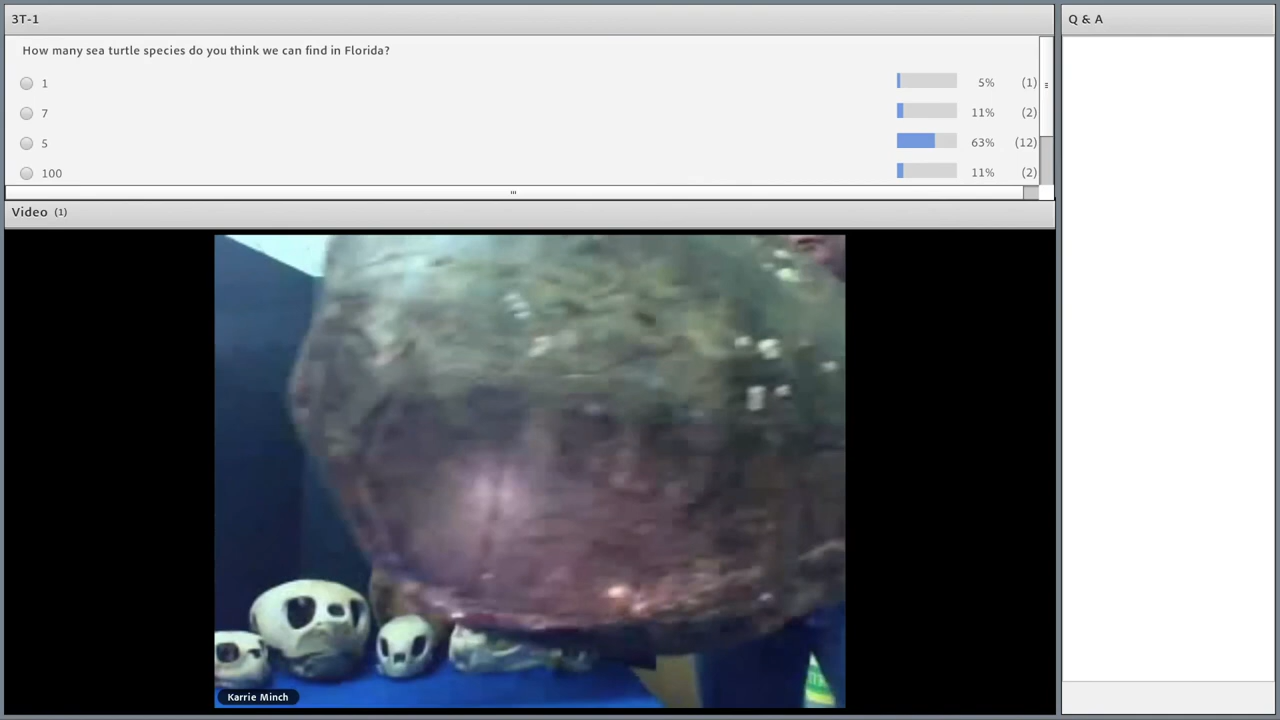 3T-1
How many sea turtle species do you think we can find in Florida?
1 5% (1)
7 11% (2)
5 63% (12)
100 11% (2)
Video (1)
Karrie Minch
Q & A